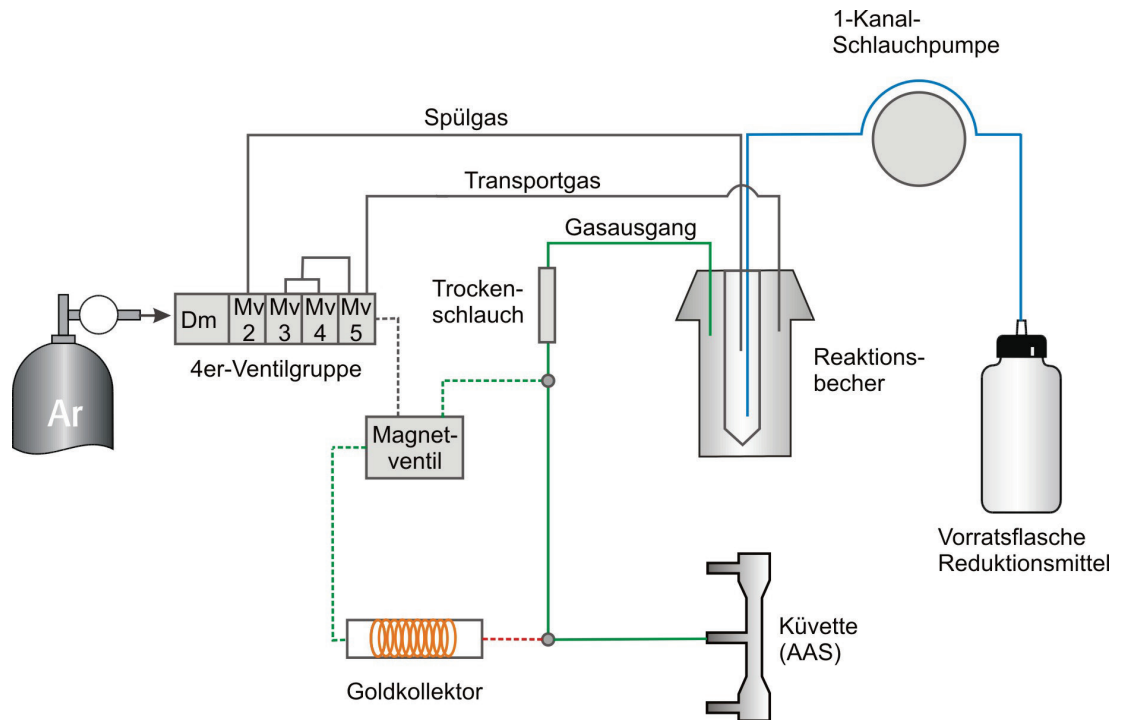 1-Kanal-
Schlauchpumpe
Spülgas
Transportgas
Gasausgang
Trocken-
schlauch
Dm
Mv
2
Mv
3
Mv
4
Mv
5
4er-Ventilgruppe
Ar
Reaktions-
becher
Magnet-
ventil
Vorratsflasche
Reduktionsmittel
Küvette
(AAS)
Goldkollektor